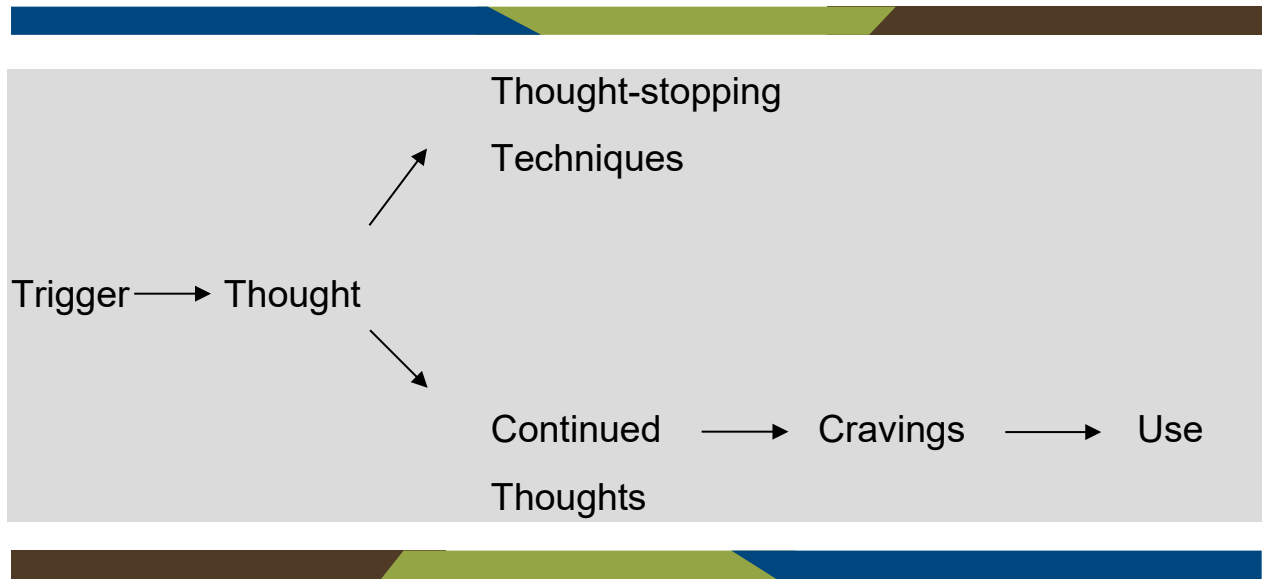 Thought-stopping
Techniques
Trigger Thought
Continued Cravings Use
Thoughts